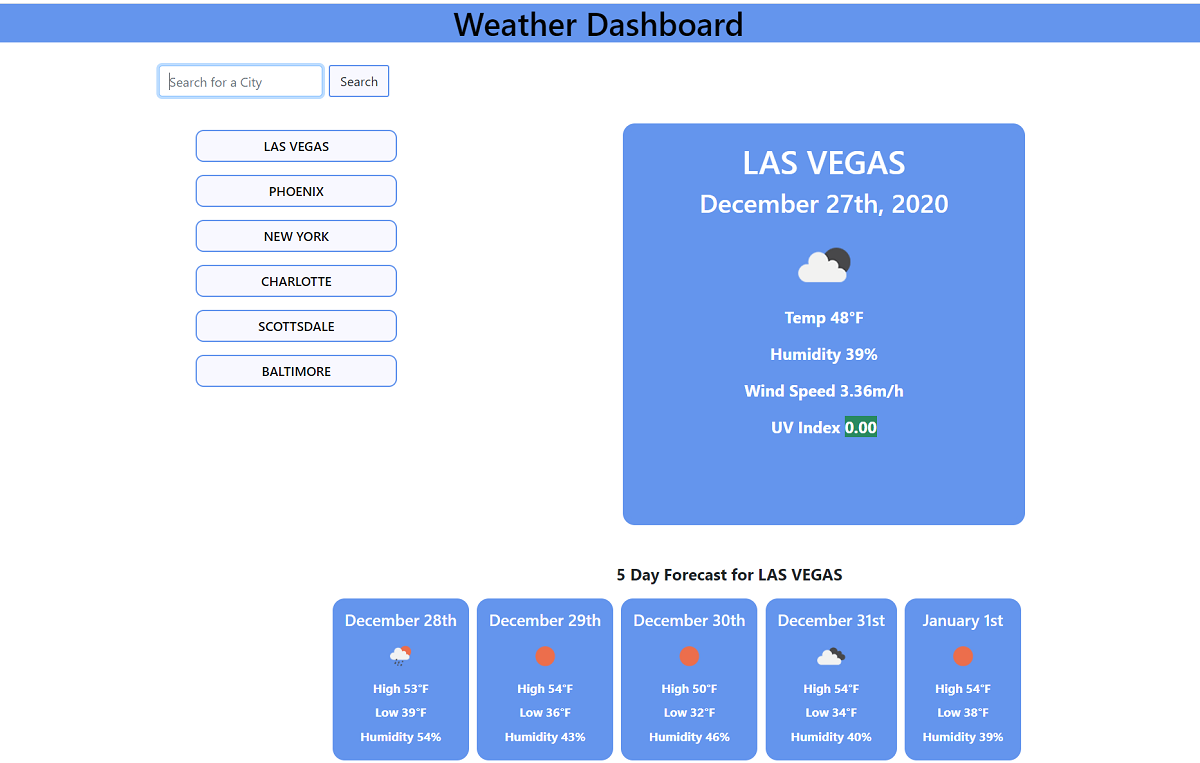 Weather Dashboard
Search for a City
Search
LAS VEGAS
PHOENIX
NEW YORK
CHARLOTTE
SCOTTSDALE
BALTIMORE
LAS VEGAS
December 27th, 2020
Temp 48°F
Humidity 39%
Wind Speed 3.36m/h
UV Index 0.00
5 Day Forecast for LAS VEGAS
December 28th
High 53°F
Low 39°F
Humidity 54%
December 29th
High 54°F
Low 36°F
Humidity 43%
December 30th
High 50°F
Low 32°F
Humidity 46%
December 31st
High 54°F
Low 34°F
Humidity 40%
January 1st
High 54°F
Low 38°F
Humidity 39%